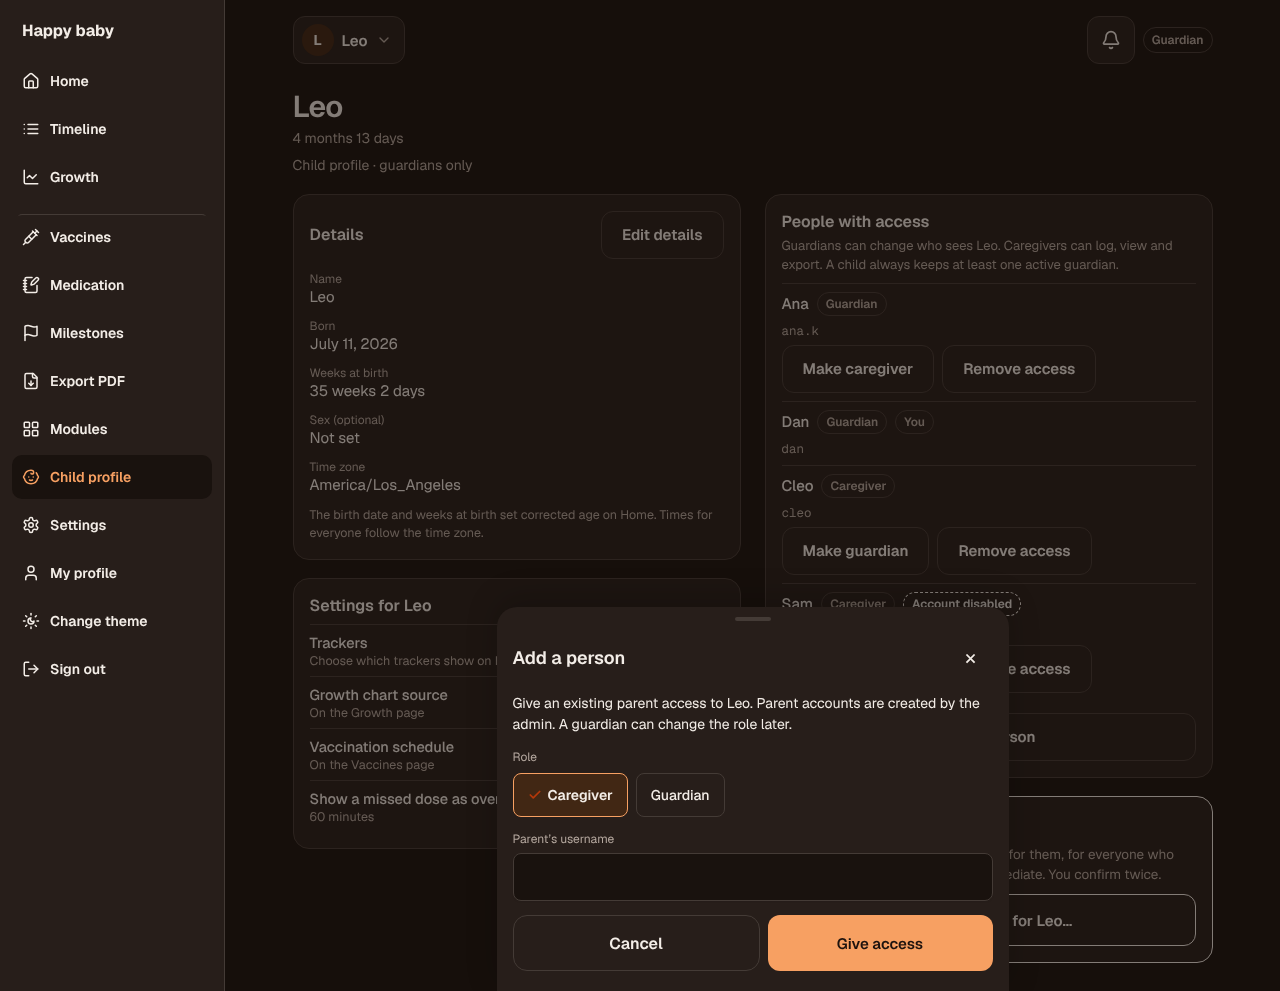 Happy baby
Home
Timeline
Growth
Vaccines
Medication
Milestones
Export PDF
Modules
Child profile
Settings
My profile
Change theme
Sign out
L Leo
Guardian
Leo
4 months 13 days
Child profile · guardians only
Details
Edit details
Name
Leo
Born
July 11, 2026
Weeks at birth
35 weeks 2 days
Sex (optional)
Not set
Time zone
America/Los_Angeles
The birth date and weeks at birth set corrected age on Home. Times for
everyone follow the time zone.
Settings for Leo
Trackers
Choose which trackers show on
Growth chart source
On the Growth page
Vaccination schedule
On the Vaccines page
Show a missed dose as
60 minutes
People with access
Guardians can change who sees Leo. Caregivers can log, view and
export. A child always keeps at least one active guardian.
Ana Guardian
ana.k
Make caregiver Remove access
Dan Guardian You
dan
Cleo Caregiver
cleo
Make guardian Remove access
Sam Caregiver Account disabled
access
for them, for everyone who
You confirm twice.
for Leo...
Add a person
Give an existing parent access to Leo. Parent accounts are created by the
admin. A guardian can change the role later.
Role
Caregiver Guardian
Parent's username
Cancel Give access